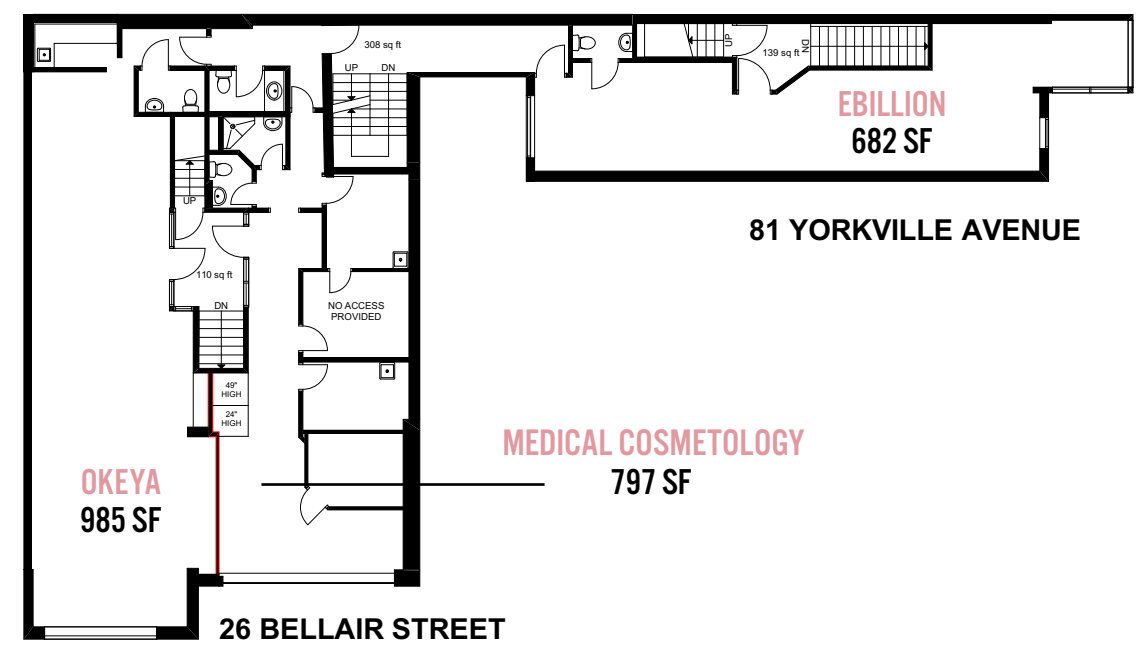 308 sq ft
UP
DN
UP
139 sq ft
DN
EBILLION
682 SF
81 YORKVILLE AVENUE
UP
110 sq ft
DN
NO ACCESS
PROVIDED
49"
HIGH
24"
HIGH
MEDICAL COSMETOLOGY
797 SF
OKEYA
985 SF
26 BELLAIR STREET